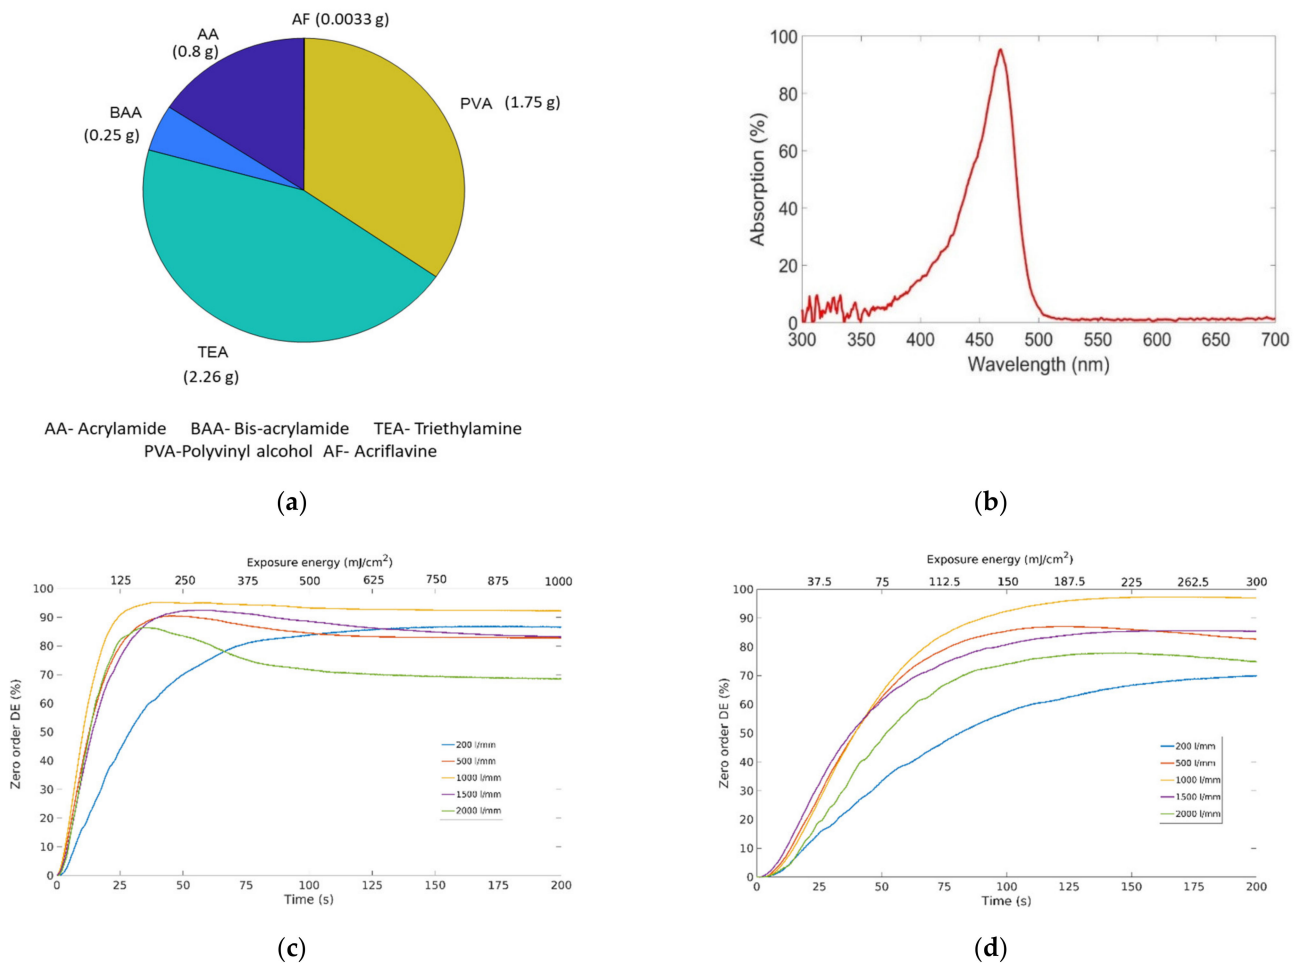 AF (0.0033 g)
AA
(0.8 g)
PVA (1.75 g)
BAA
(0.25 g)
TEA
(2.26 g)
AA- Acrylamide BAA- Bis-acrylamide TEA- Triethylamine
PVA-Polyvinyl alcohol AF- Acriflavine
(a)
100
80
60
40
20
0
Absorption (%)
300 350 400 450 500 550 600 650 700
Wavelength (nm)
(b)
Exposure energy (mJ/cm²)
125 250 375 500 625 750 875 1000
100
90
80
70
60
50
40
30
20
10
0
Zero order DE (%)
200 l/mm
500 l/mm
1000 l/mm
1500 l/mm
2000 l/mm
0 25 50 75 100 125 150 175 200
Time (s)
(c)
Exposure energy (mJ/cm²)
37.5 75 112.5 150 187.5 225 262.5 300
100
90
80
70
60
50
40
30
20
10
0
Zero order DE (%)
200 l/mm
500 l/mm
1000 l/mm
1500 l/mm
2000 l/mm
0 25 50 75 100 125 150 175 200
Time (s)
(d)